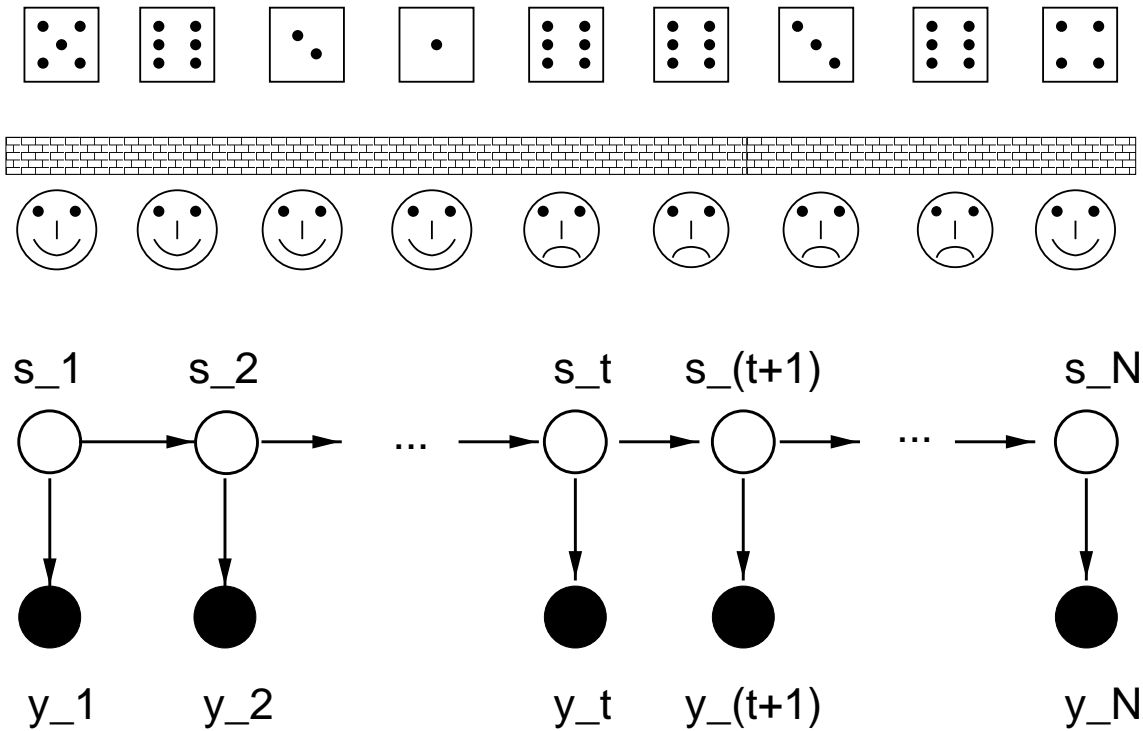 s_1 s_2 s_t s_(t+1) s_N
... ...
y_1 y_2 y_t y_(t+1) y_N